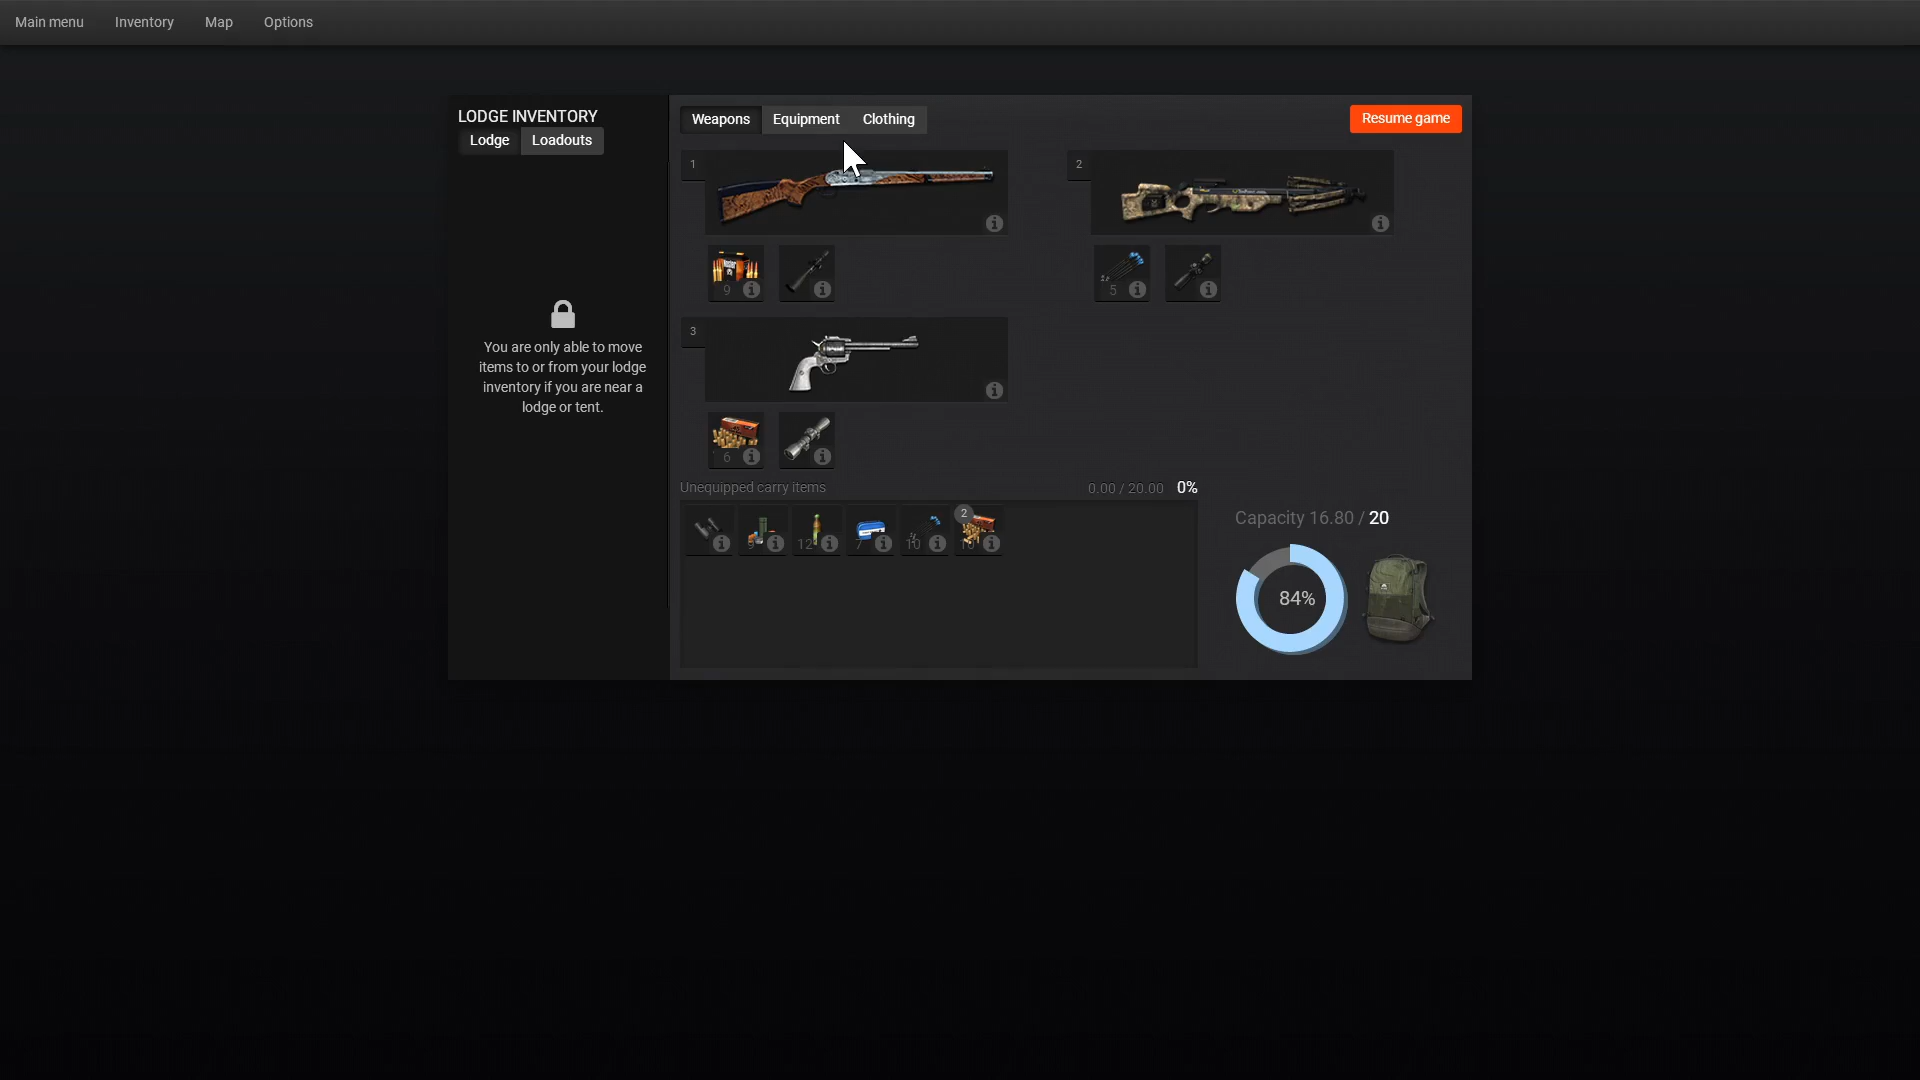 Main menu Inventory Map Options
LODGE INVENTORY
Lodge Loadouts
Weapons Equipment Clothing
Resume game
1
2
9
5
3
6
You are only able to move
items to or from your lodge
inventory if you are near a
lodge or tent.
Unequipped carry items
0.00 / 20.00 0%
2
9 12 7 10
Capacity 16.80 / 20
84%